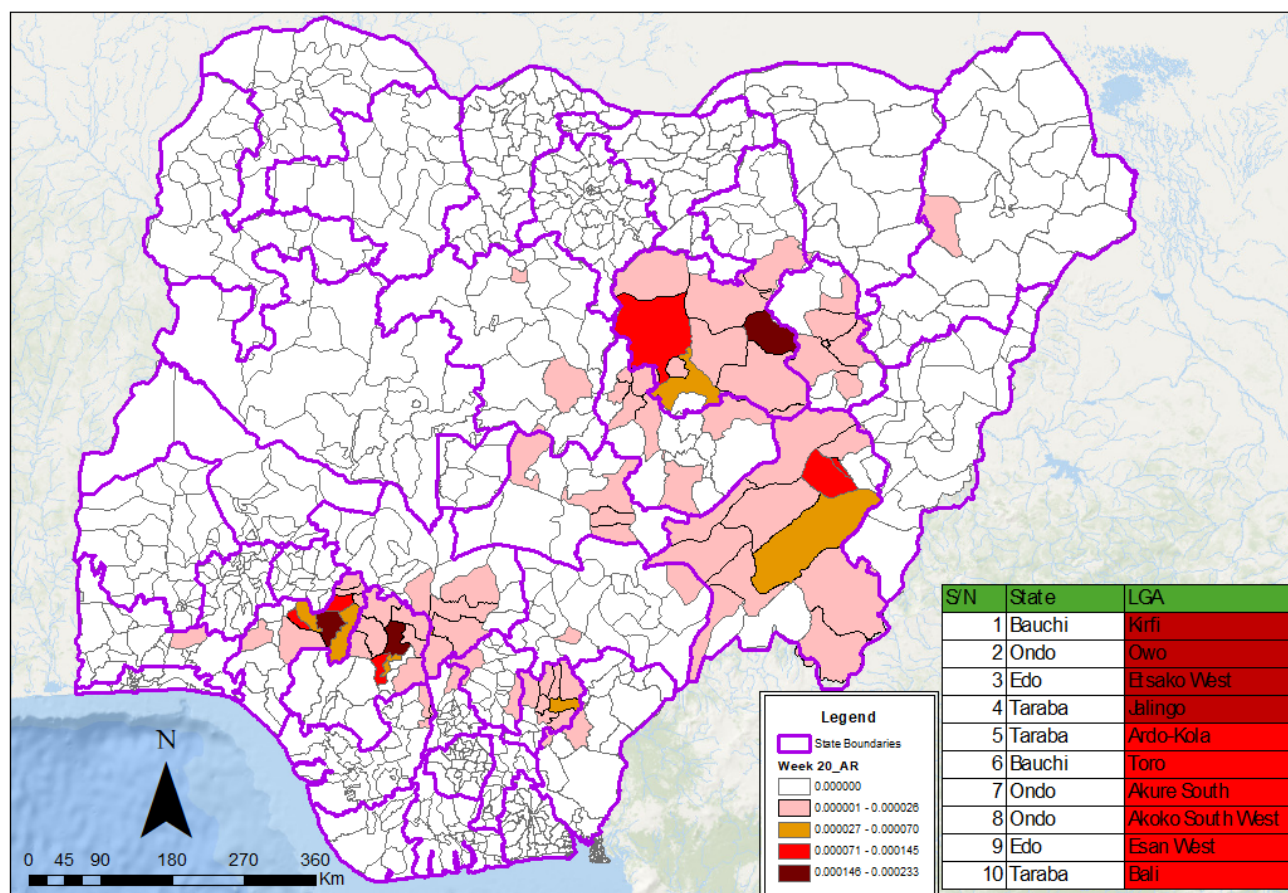 N
0 45 90 180 270 360
Km
Legend
State Boundaries
Week 20_AR
0.000000
0.000001 - 0.000026
0.000027 - 0.000070
0.000071 - 0.000145
0.000146 - 0.000233
S/N State LGA
1 Bauchi Kirfi
2 Ondo Owo
3 Edo Etsako West
4 Taraba Jalingo
5 Taraba Ardo-Kola
6 Bauchi Toro
7 Ondo Akure South
8 Ondo Akoko South West
9 Edo Esan West
10 Taraba Bali